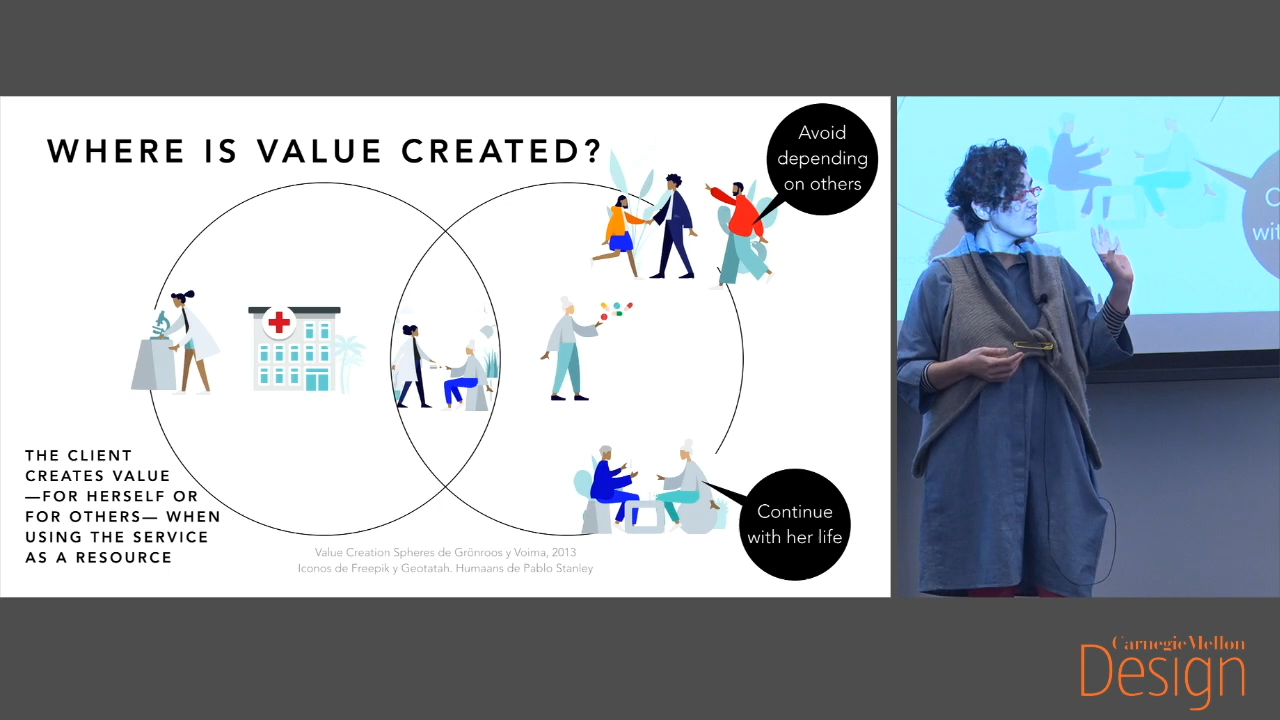 WHERE IS VALUE CREATED?
Avoid
depending
on others
THE CLIENT
CREATES VALUE
—FOR HERSELF OR
FOR OTHERS— WHEN
USING THE SERVICE
AS A RESOURCE
Continue
with her life
Value Creation Spheres de Grönroos y Voima, 2013
Iconos de Freepik y Geotatah. Humaans de Pablo Stanley
Carnegie Mellon
Design